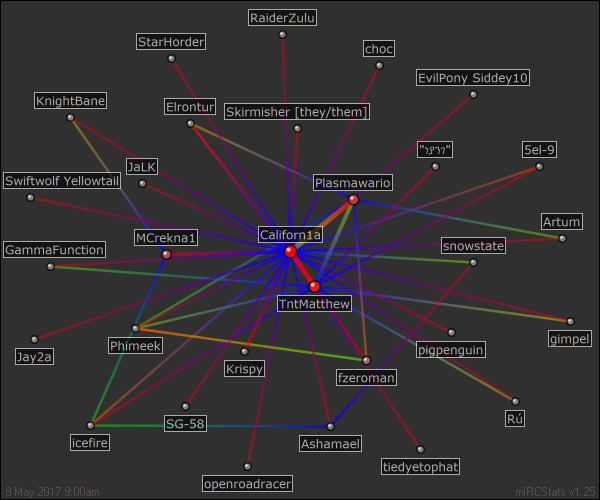 RaiderZulu
StarHorder
choc
EvilPony Siddey10
KnightBane
Elrontur
Skirmisher [they/them]
5el-9
JaLK
Swiftwolf Yellowtail
Plasmawario
Artum
MCrekna1
Californ1a
snowstate
GammaFunction
TntMatthew
Phimeek
gimpel
Jay2a
pigpenguin
Krispy
fzeroman
Rú
SG-58
icefire
Ashamael
tiedyetophat
openroadracer
9 May 2017 9:00am
mIRCStats v1.25